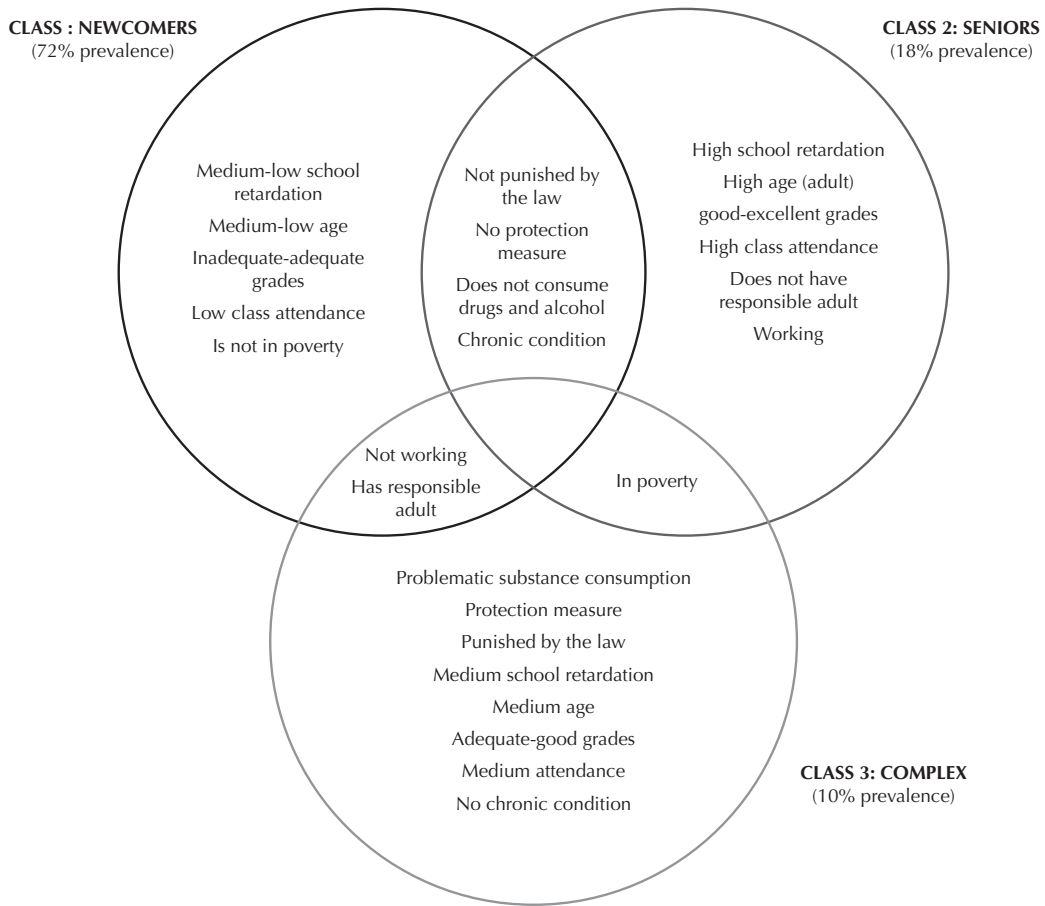 CLASS : NEWCOMERS
(72% prevalence)
CLASS 2: SENIORS
(18% prevalence)
Medium-low school
retardation
Medium-low age
Inadequate-adequate
grades
Low class attendance
Is not in poverty
Not punished by
the law
No protection
measure
Does not consume
drugs and alcohol
Chronic condition
High school retardation
High age (adult)
good-excellent grades
High class attendance
Does not have
responsible adult
Working
Not working
Has responsible
adult
In poverty
Problematic substance consumption
Protection measure
Punished by the law
Medium school retardation
Medium age
Adequate-good grades
Medium attendance
No chronic condition
CLASS 3: COMPLEX
(10% prevalence)